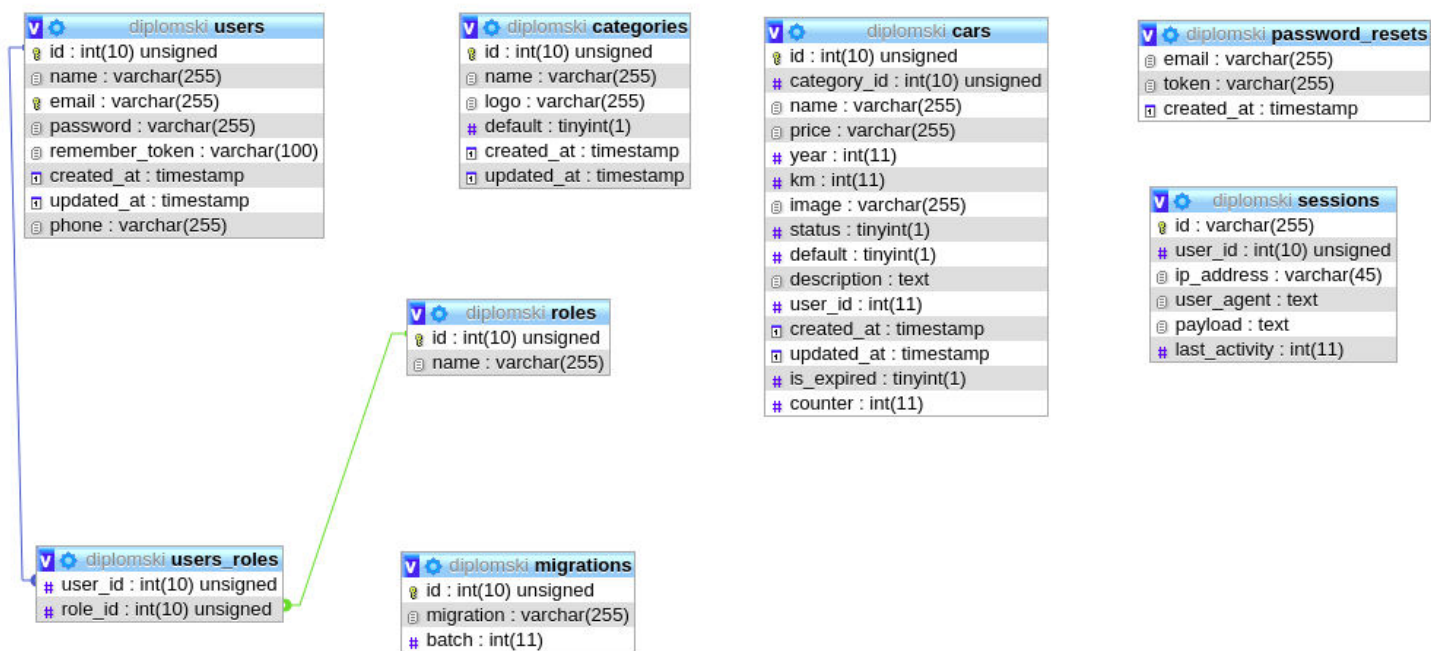 diplomski users
id : int(10) unsigned
name : varchar(255)
email : varchar(255)
password : varchar(255)
remember_token : varchar(100)
created_at : timestamp
updated_at : timestamp
phone : varchar(255)
diplomski categories
id : int(10) unsigned
name : varchar(255)
logo : varchar(255)
default : tinyint(1)
created_at : timestamp
updated_at : timestamp
diplomski cars
id : int(10) unsigned
category_id : int(10) unsigned
name : varchar(255)
price : varchar(255)
year : int(11)
km : int(11)
image : varchar(255)
status : tinyint(1)
default : tinyint(1)
description : text
user_id : int(11)
created_at : timestamp
updated_at : timestamp
is_expired : tinyint(1)
counter : int(11)
diplomski password_resets
email : varchar(255)
token : varchar(255)
created_at : timestamp
diplomski sessions
id : varchar(255)
user_id : int(10) unsigned
ip_address : varchar(45)
user_agent : text
payload : text
last_activity : int(11)
diplomski roles
id : int(10) unsigned
name : varchar(255)
diplomski users_roles
user_id : int(10) unsigned
role_id : int(10) unsigned
diplomski migrations
id : int(10) unsigned
migration : varchar(255)
batch : int(11)